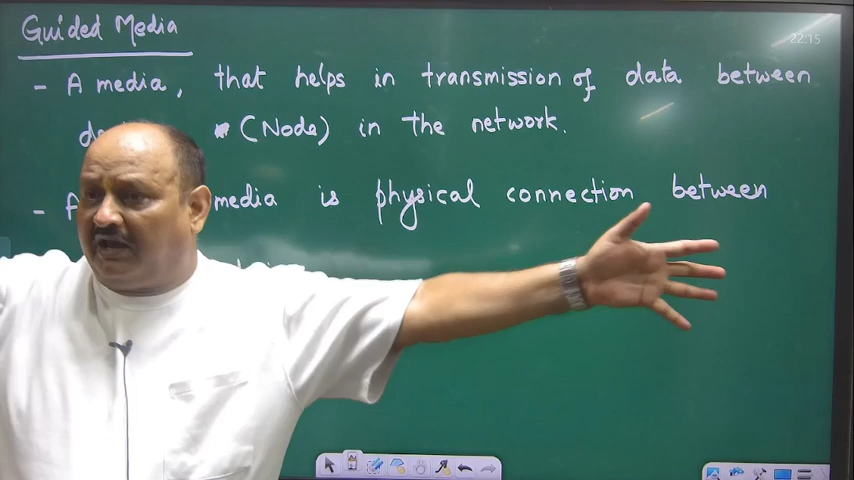 Guided Media
22:15
- A media, that helps in transmission of data between
(Node) in the network.
- media is physical connection between